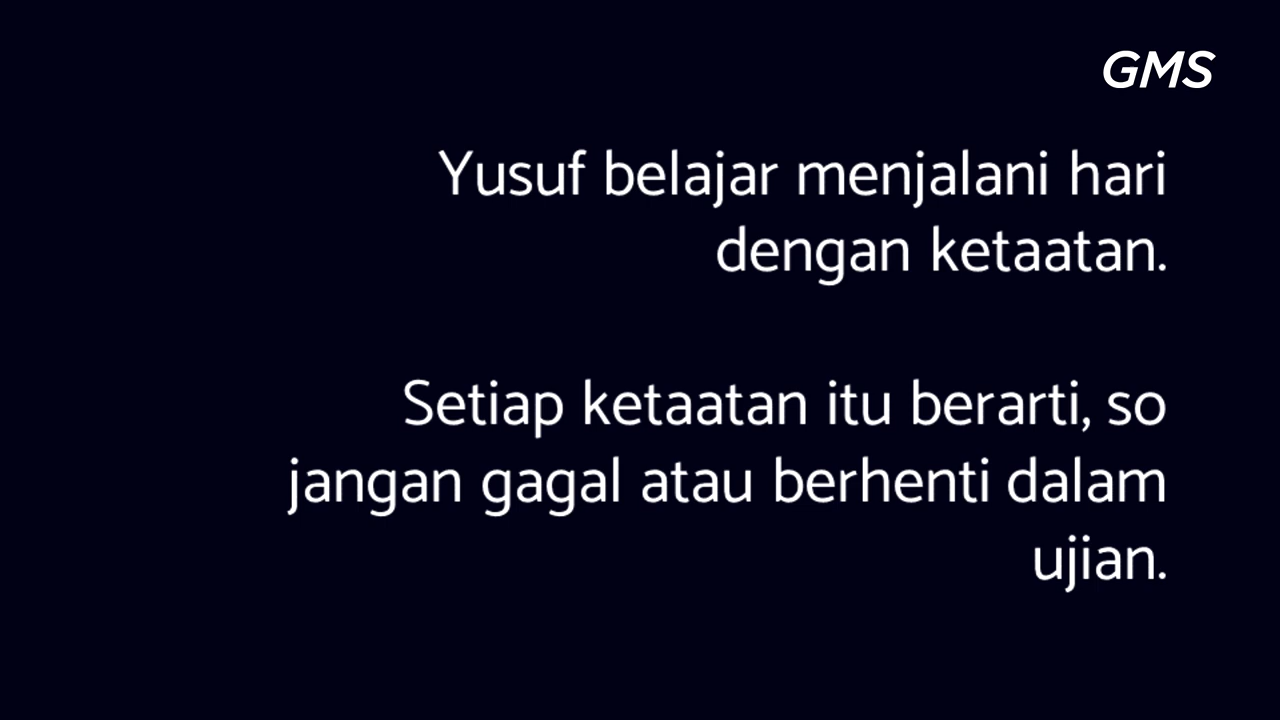 GMS
Yusuf belajar menjalani hari
dengan ketaatan.
Setiap ketaatan itu berarti, so
jangan gagal atau berhenti dalam
ujian.